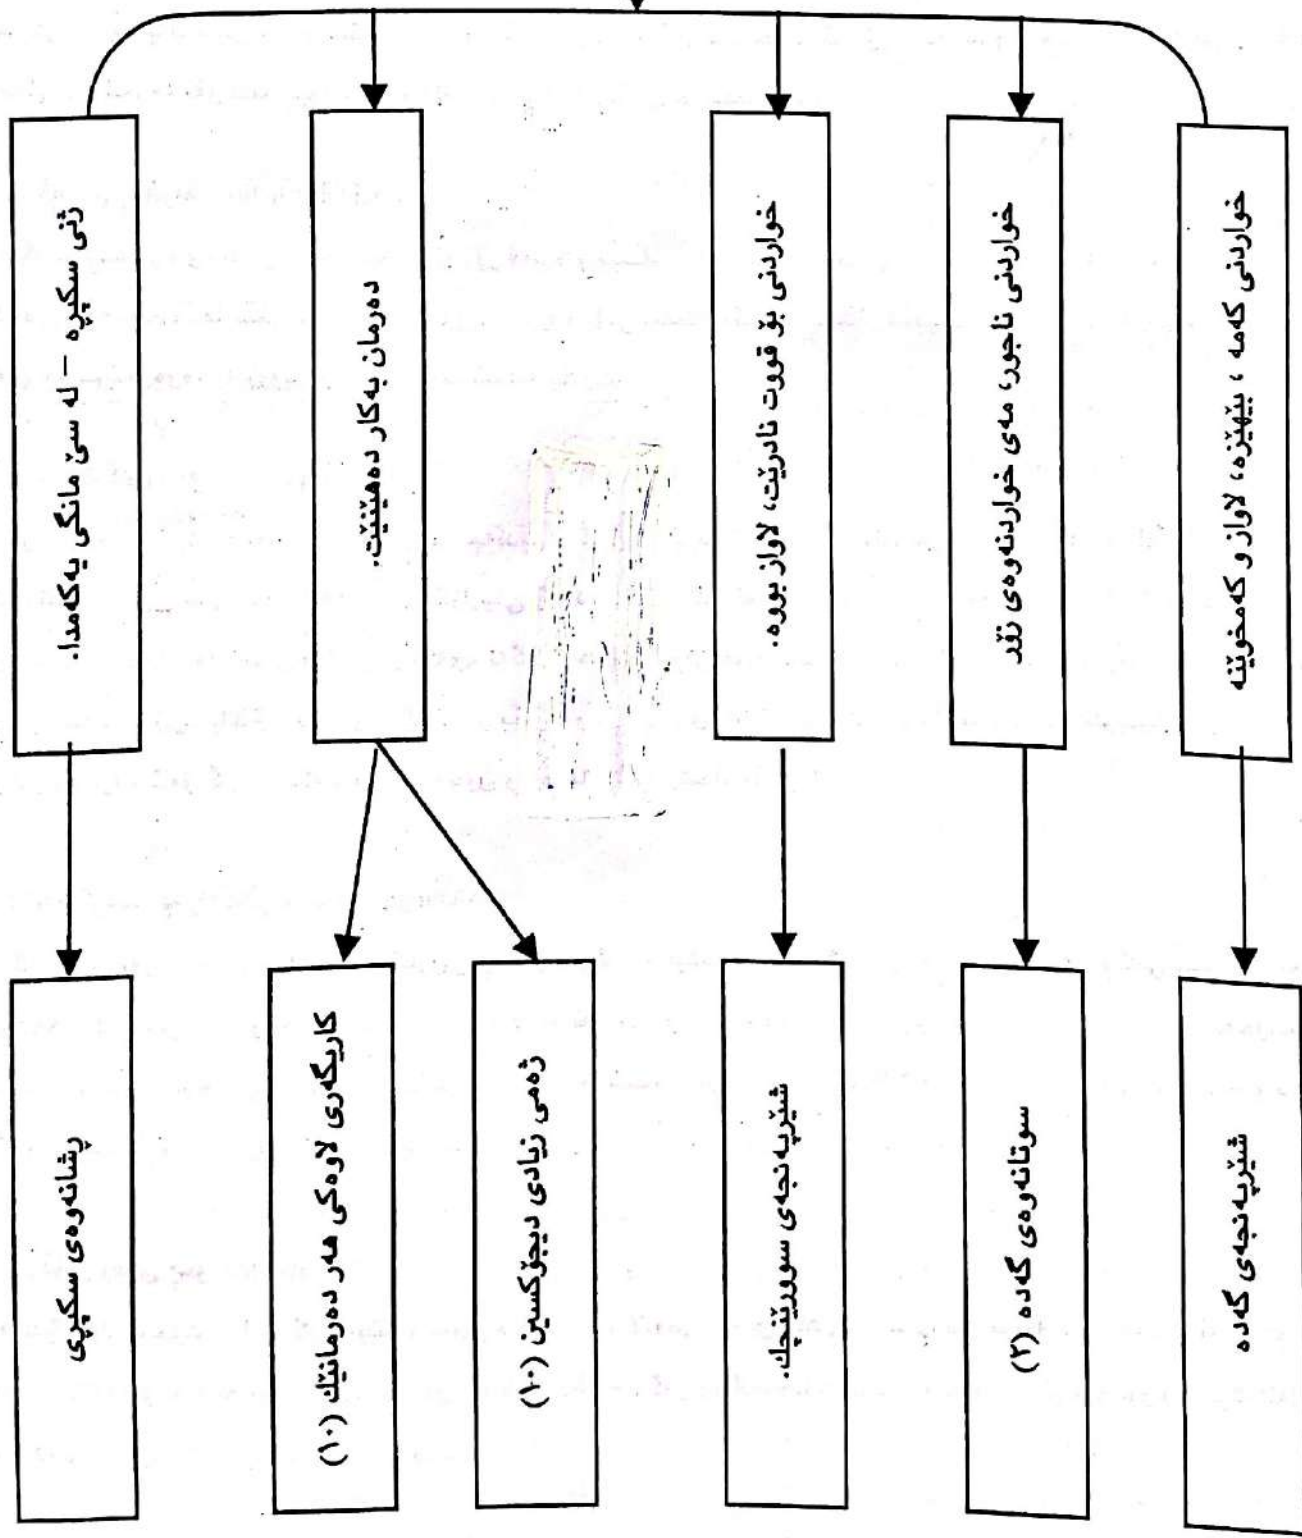 خواردنی کەمە ، بێهێزە، لاواز و کەمخوێنە
خواردنی ناجۆر، مەی خواردنەوەی زۆر
خواردنی بۆ قووت نادرێت، لاواز بووە.
دەرمان بەکار دەهێنێت.
ژنی سکپڕە – لە سێ مانگی یەکەمدا.
شێرپەنجەی گەدە
سوتانەوەی گەدە (٢)
شێرپەنجەی سوورێنچك.
ژەمی زیادی دیجۆکسین (١٠)
کاریگەری لاوەکی هەر دەرمانێك (١٠)
ڕشانەوەی سکپڕی